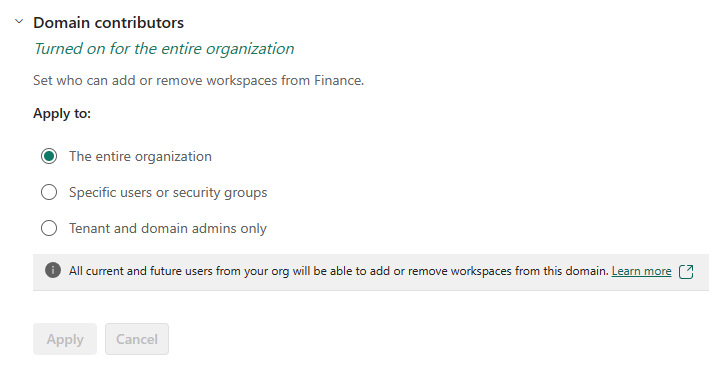 Domain contributors
Turned on for the entire organization
Set who can add or remove workspaces from Finance.
Apply to:
The entire organization
Specific users or security groups
Tenant and domain admins only
All current and future users from your org will be able to add or remove workspaces from this domain. Learn more
Apply Cancel